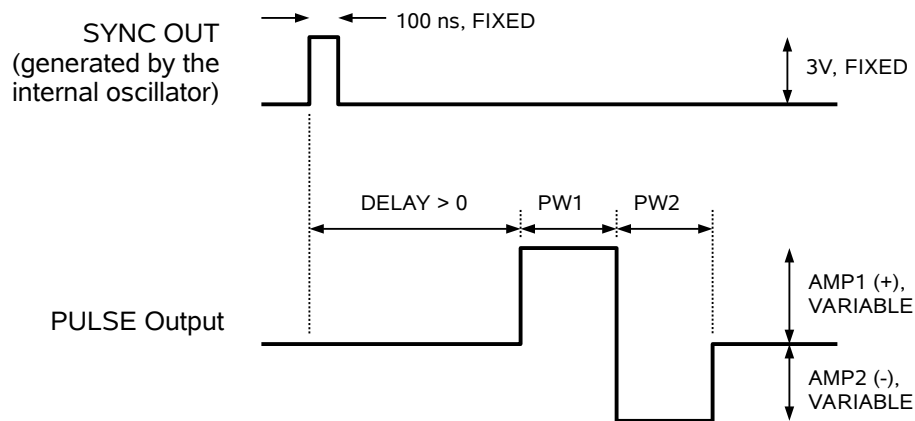 100 ns, FIXED
SYNC OUT
(generated by the
internal oscillator)
3V, FIXED
DELAY > 0
PW1
PW2
PULSE Output
AMP1 (+),
VARIABLE
AMP2 (-),
VARIABLE